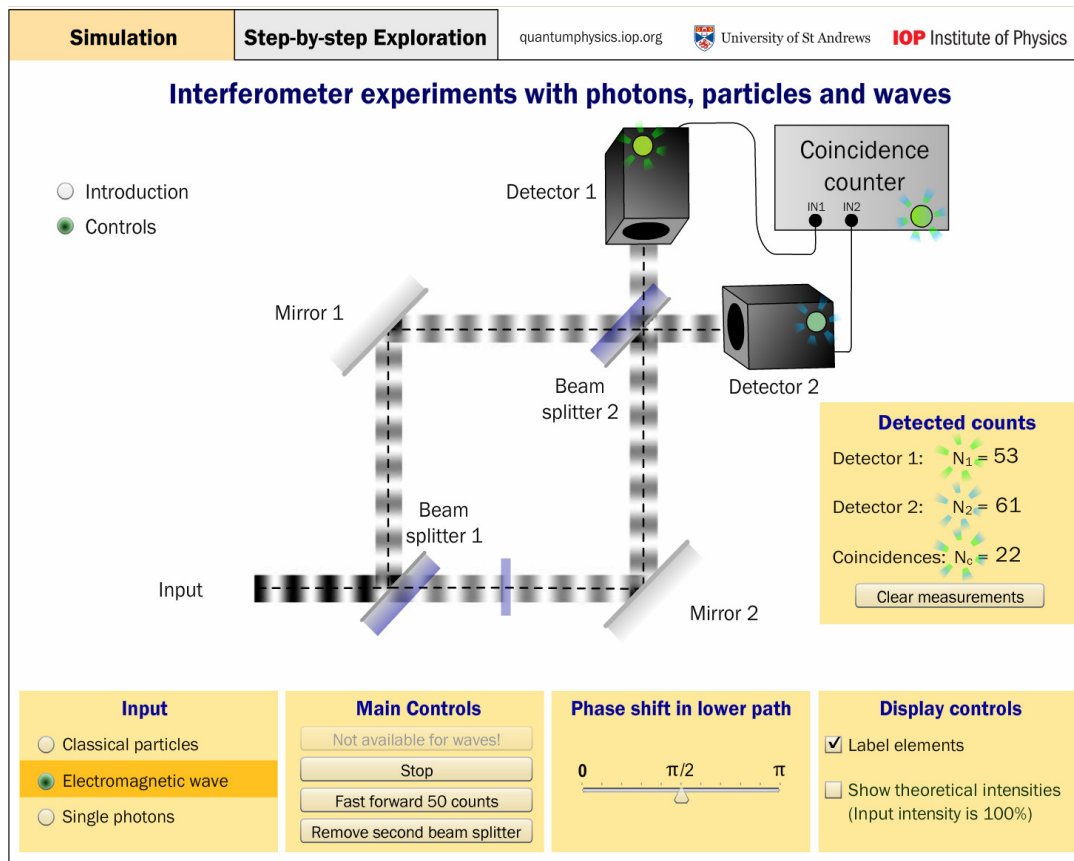 Simulation
Step-by-step Exploration
quantumphysics.iop.org
University of St Andrews
IOP Institute of Physics
Interferometer experiments with photons, particles and waves
Introduction
Controls
Detector 1
Coincidence
counter
IN1 IN2
Mirror 1
Beam
splitter 2
Detector 2
Beam
splitter 1
Input
Mirror 2
Detected counts
Detector 1: N₁ = 53
Detector 2: N₂ = 61
Coincidences: Nc = 22
Clear measurements
Input
Classical particles
Electromagnetic wave
Single photons
Main Controls
Not available for waves!
Stop
Fast forward 50 counts
Remove second beam splitter
Phase shift in lower path
0 π/2 π
Display controls
Label elements
Show theoretical intensities
(Input intensity is 100%)